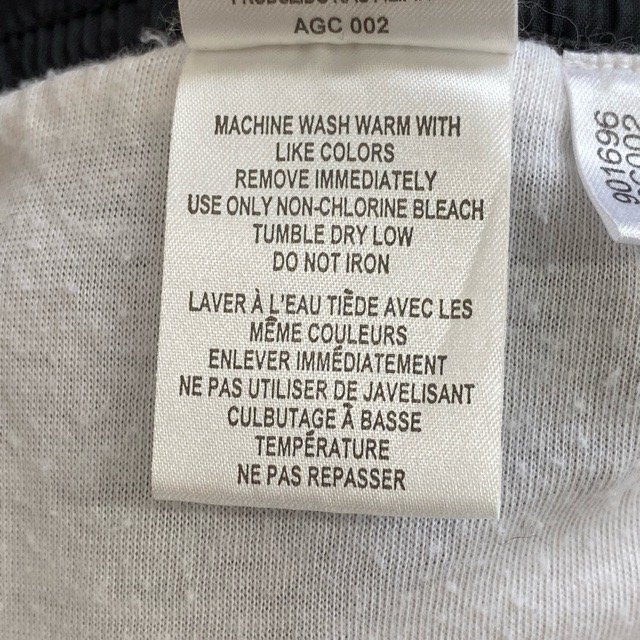 AGC 002
MACHINE WASH WARM WITH
LIKE COLORS
REMOVE IMMEDIATELY
USE ONLY NON-CHLORINE BLEACH
TUMBLE DRY LOW
DO NOT IRON
LAVER À L'EAU TIÈDE AVEC LES
MÊME COULEURS
ENLEVER IMMÉDIATEMENT
NE PAS UTILISER DE JAVELISANT
CULBUTAGE À BASSE
TEMPÉRATURE
NE PAS REPASSER
901696